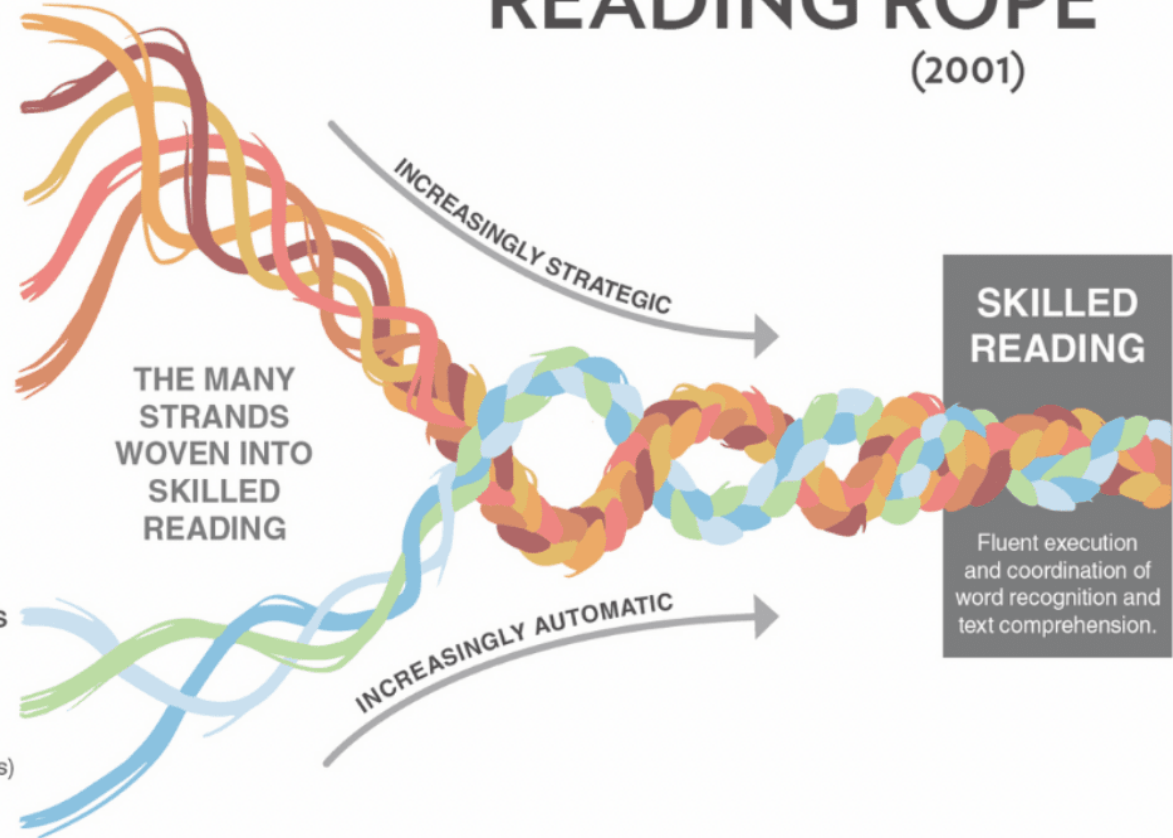 READING ROPE
(2001)
INCREASINGLY STRATEGIC
SKILLED
READING
THE MANY
STRANDS
WOVEN INTO
SKILLED
READING
Fluent execution
and coordination of
word recognition and
text comprehension.
INCREASINGLY AUTOMATIC
s
s)